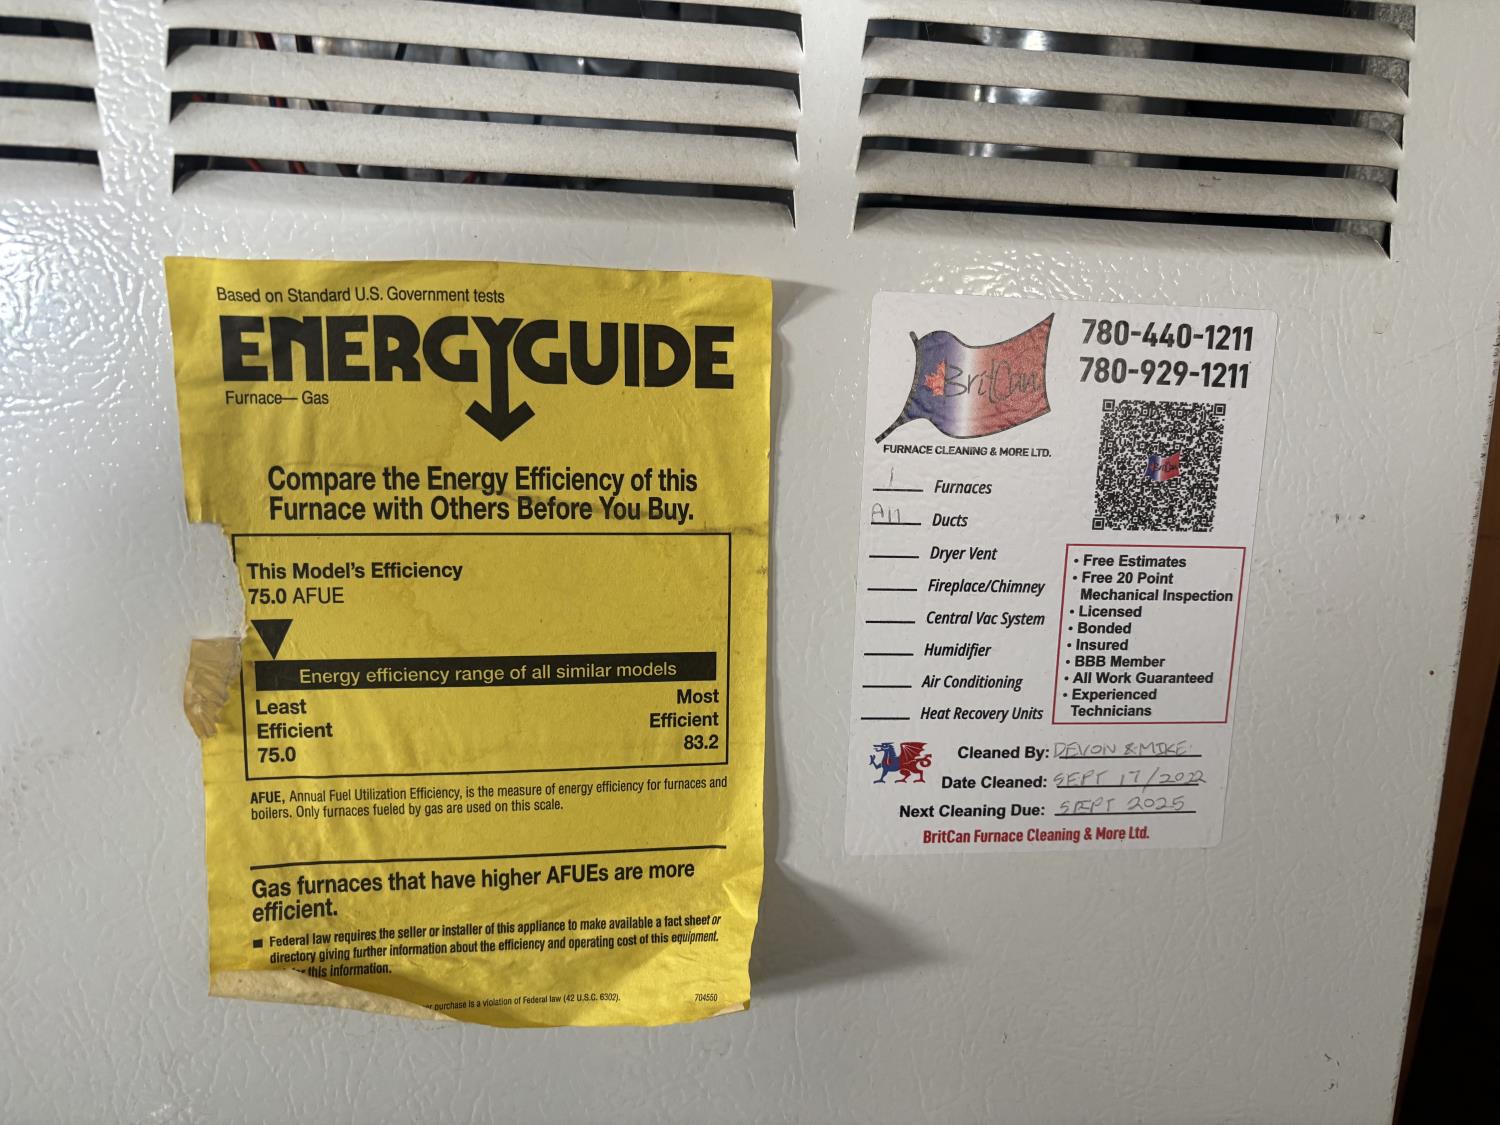 Based on Standard U.S. Government tests
ENERGYGUIDE
Furnace— Gas
Compare the Energy Efficiency of this
Furnace with Others Before You Buy.
This Model's Efficiency
75.0 AFUE
Energy efficiency range of all similar models
Least
Efficient
75.0
Most
Efficient
83.2
AFUE, Annual Fuel Utilization Efficiency, is the measure of energy efficiency for furnaces and
boilers. Only furnaces fueled by gas are used on this scale.
Gas furnaces that have higher AFUEs are more
efficient.
■ Federal law requires the seller or installer of this appliance to make available a fact sheet or
directory giving further information about the efficiency and operating cost of this equipment.
this information.
purchase is a violation of Federal law (42 U.S.C. 6302).
704550
BritCan
FURNACE CLEANING & MORE LTD.
780-440-1211
780-929-1211
BritCan
1 Furnaces
All Ducts
Dryer Vent
Fireplace/Chimney
Central Vac System
Humidifier
Air Conditioning
Heat Recovery Units
• Free Estimates
• Free 20 Point
Mechanical Inspection
• Licensed
• Bonded
• Insured
• BBB Member
• All Work Guaranteed
• Experienced
Technicians
Cleaned By: DEVON & MIKE
Date Cleaned: SEPT 17/2022
Next Cleaning Due: SEPT 2025
BritCan Furnace Cleaning & More Ltd.